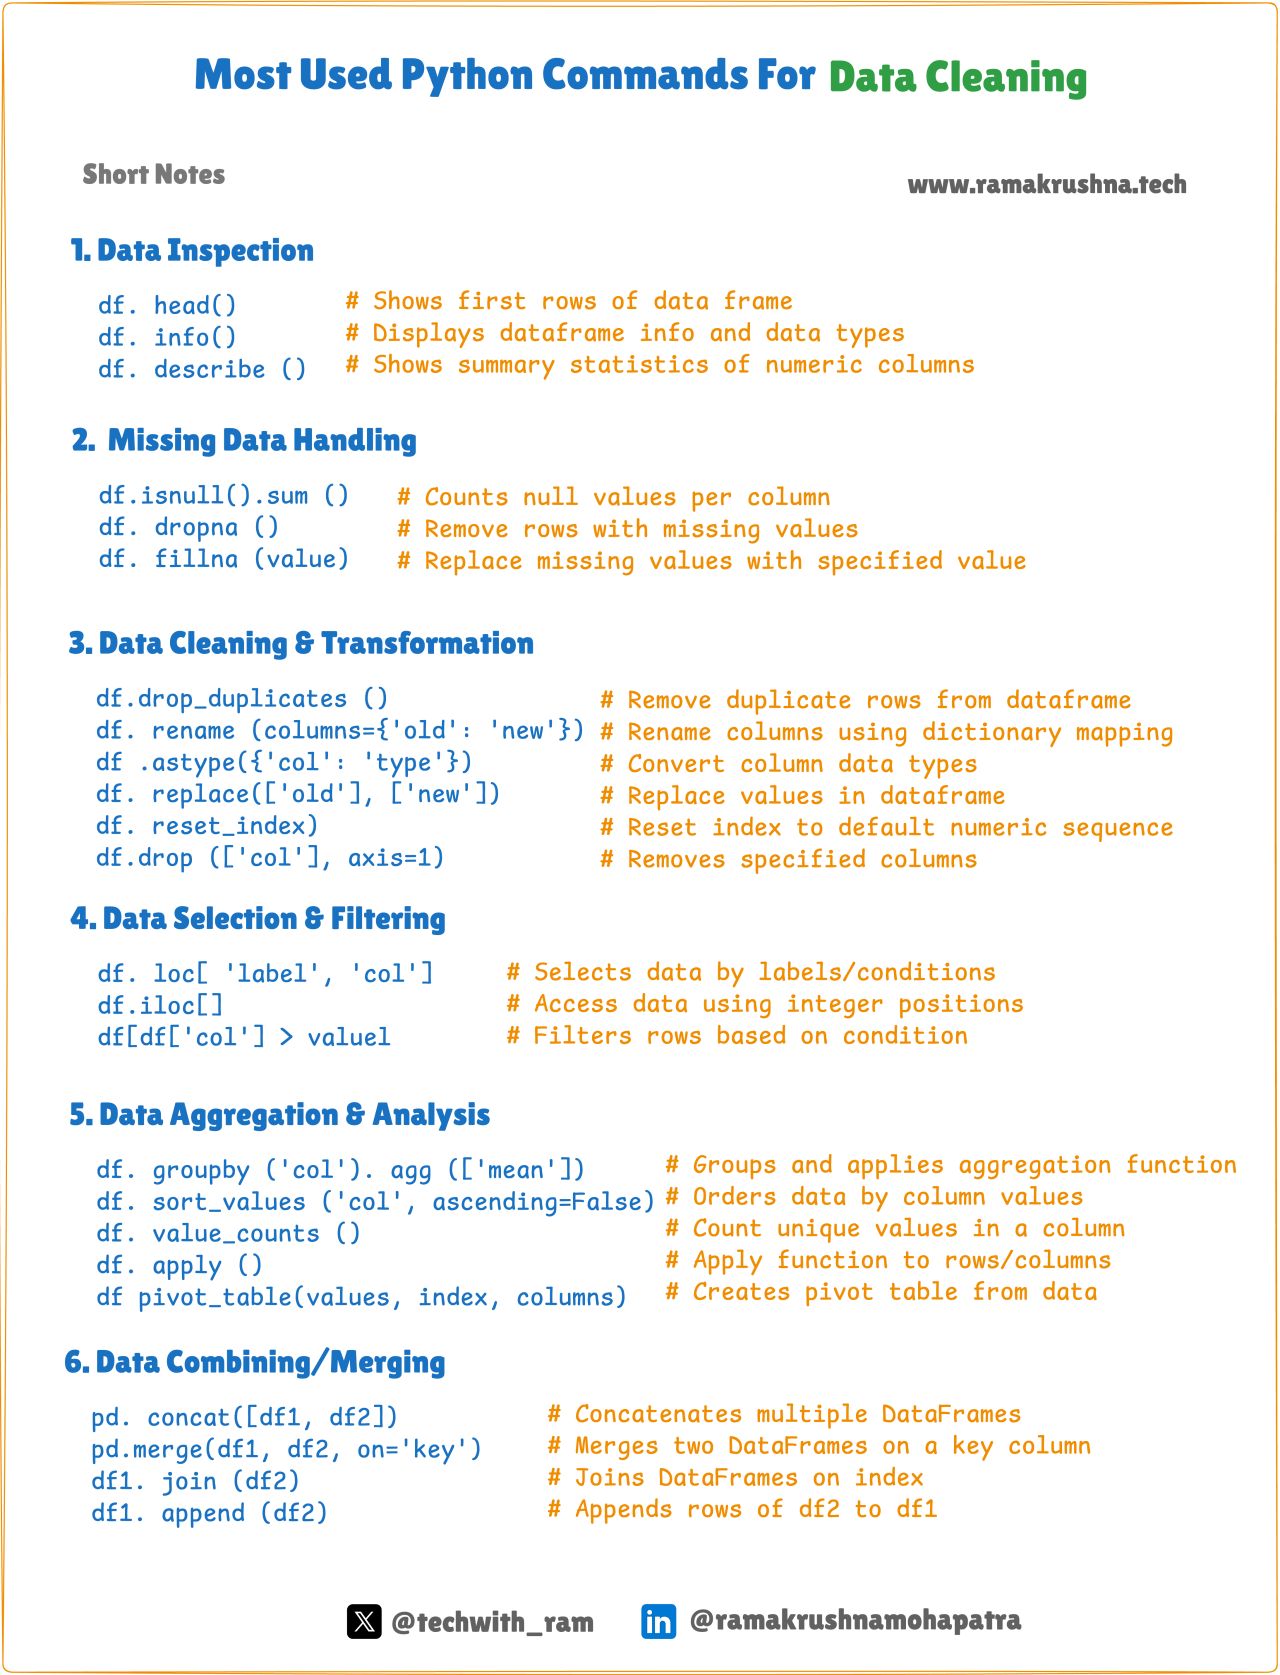 Most Used Python Commands For Data Cleaning
Short Notes
www.ramakrushna.tech
1. Data Inspection
df. head() # Shows first rows of data frame
df. info() # Displays dataframe info and data types
df. describe () # Shows summary statistics of numeric columns
2. Missing Data Handling
df.isnull().sum () # Counts null values per column
df. dropna () # Remove rows with missing values
df. fillna (value) # Replace missing values with specified value
3. Data Cleaning & Transformation
df.drop_duplicates () # Remove duplicate rows from dataframe
df. rename (columns={'old': 'new'}) # Rename columns using dictionary mapping
df .astype({'col': 'type'}) # Convert column data types
df. replace(['old'], ['new']) # Replace values in dataframe
df. reset_index) # Reset index to default numeric sequence
df.drop (['col'], axis=1) # Removes specified columns
4. Data Selection & Filtering
df. loc[ 'label', 'col'] # Selects data by labels/conditions
df.iloc[] # Access data using integer positions
df[df['col'] > valuel # Filters rows based on condition
5. Data Aggregation & Analysis
df. groupby ('col'). agg (['mean']) # Groups and applies aggregation function
df. sort_values ('col', ascending=False) # Orders data by column values
df. value_counts () # Count unique values in a column
df. apply () # Apply function to rows/columns
df pivot_table(values, index, columns) # Creates pivot table from data
6. Data Combining/Merging
pd. concat([df1, df2]) # Concatenates multiple DataFrames
pd.merge(df1, df2, on='key') # Merges two DataFrames on a key column
df1. join (df2) # Joins DataFrames on index
df1. append (df2) # Appends rows of df2 to df1
@techwith_ram
in @ramakrushnamohapatra